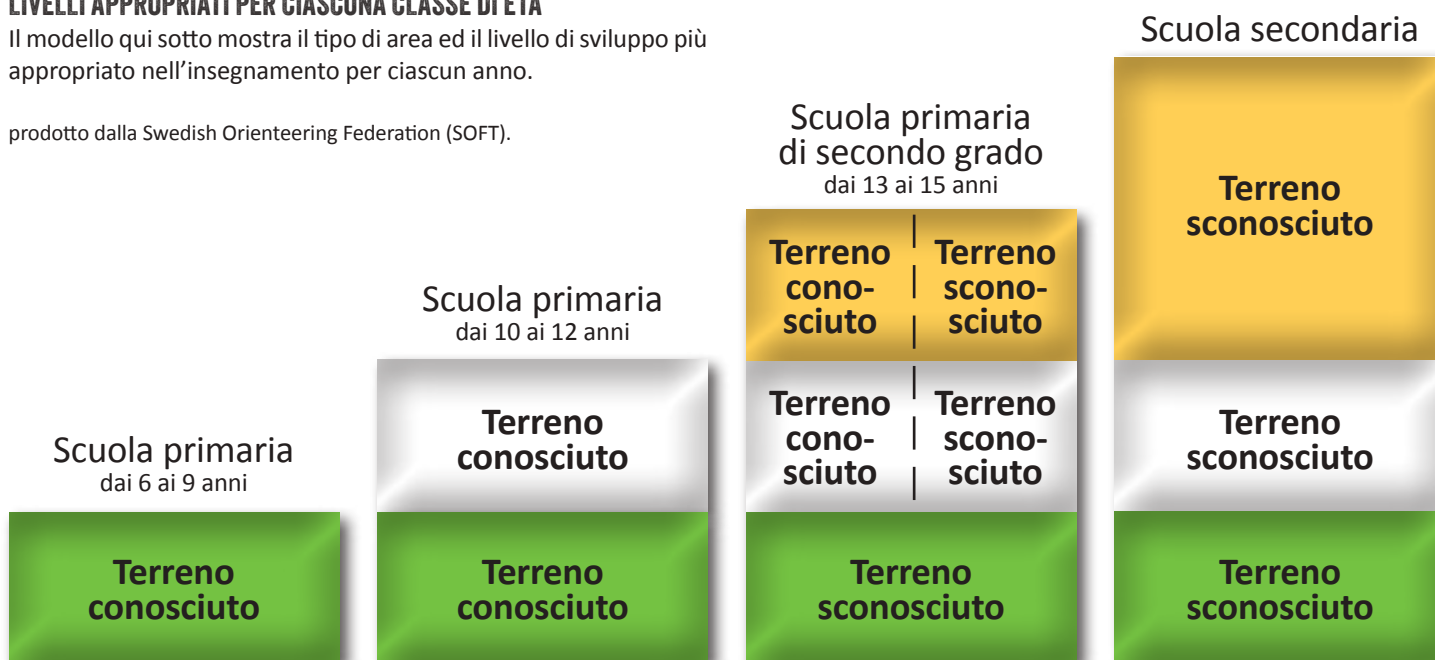 LIVELLI APPROPRIATI PER CIASCUNA CLASSE DI ETÀ
Il modello qui sotto mostra il tipo di area ed il livello di sviluppo più
appropriato nell'insegnamento per ciascun anno.
prodotto dalla Swedish Orienteering Federation (SOFT).
Scuola primaria
dai 6 ai 9 anni
Terreno
conosciuto
Scuola primaria
dai 10 ai 12 anni
Terreno
conosciuto
Terreno
conosciuto
Scuola primaria
di secondo grado
dai 13 ai 15 anni
Terreno
cono-
sciuto
Terreno
scono-
sciuto
Terreno
cono-
sciuto
Terreno
scono-
sciuto
Terreno
sconosciuto
Scuola secondaria
Terreno
sconosciuto
Terreno
sconosciuto
Terreno
sconosciuto